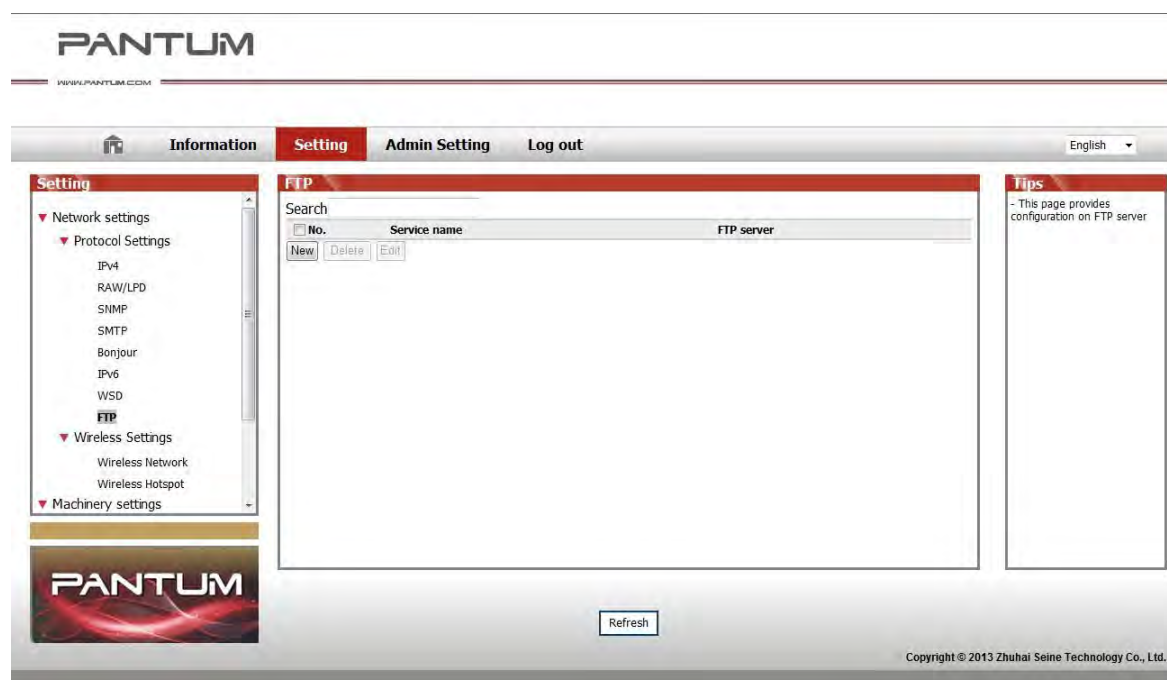 PANTUM
WWW.PANTUM.COM
Information Setting Admin Setting Log out English
Setting
Network settings
Protocol Settings
IPv4
RAW/LPD
SNMP
SMTP
Bonjour
IPv6
WSD
FTP
Wireless Settings
Wireless Network
Wireless Hotspot
Machinery settings
PANTUM
FTP
Search
No. Service name FTP server
New Delete Edit
Tips
- This page provides
configuration on FTP server
Refresh
Copyright © 2013 Zhuhai Seine Technology Co., Ltd.